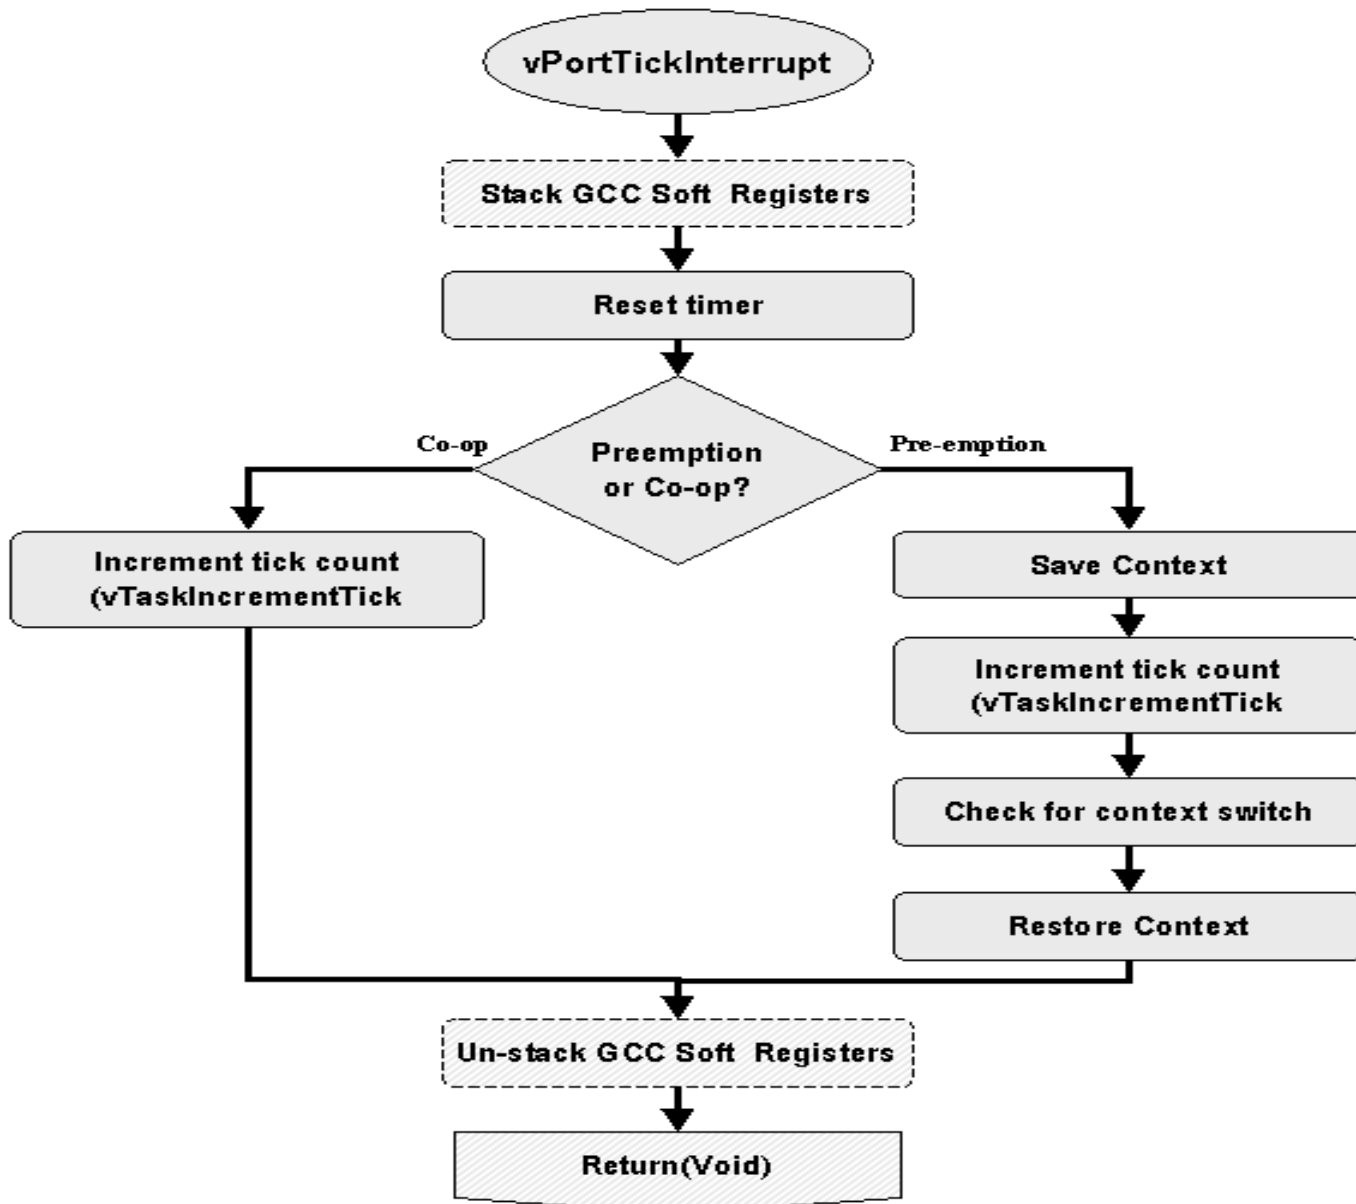 vPortTickInterrupt
Stack GCC Soft Registers
Reset timer
Co-op
Preemption
or Co-op?
Pre-emption
Increment tick count
(vTaskIncrementTick
Save Context
Increment tick count
(vTaskIncrementTick
Check for context switch
Restore Context
Un-stack GCC Soft Registers
Return(Void)